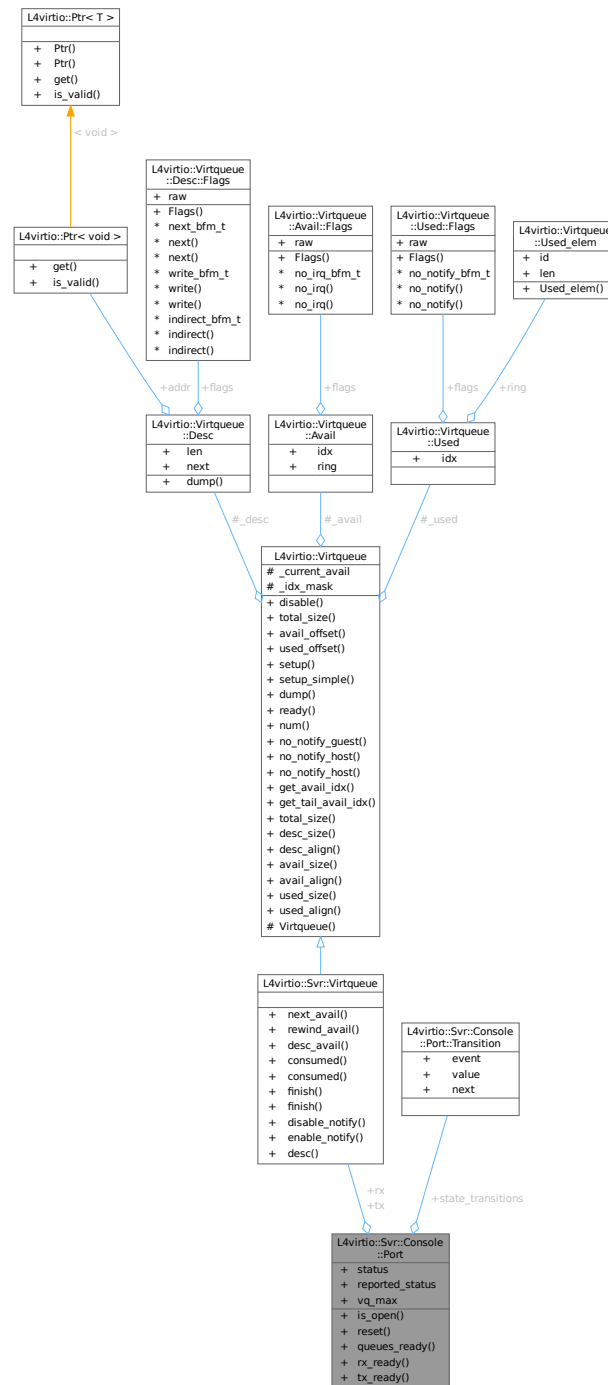 L4virtio::Ptr< T >
+ Ptr()
+ Ptr()
+ get()
+ is_valid()
< void >
L4virtio::Ptr< void >
+ get()
+ is_valid()
L4virtio::Virtqueue
::Desc::Flags
+ raw
+ Flags()
* next_bfm_t
* next()
* next()
* write_bfm_t
* write()
* write()
* indirect_bfm_t
* indirect()
* indirect()
L4virtio::Virtqueue
::Avail::Flags
+ raw
+ Flags()
* no_irq_bfm_t
* no_irq()
* no_irq()
L4virtio::Virtqueue
::Used::Flags
+ raw
+ Flags()
* no_notify_bfm_t
* no_notify()
* no_notify()
L4virtio::Virtqueue
::Used_elem
+ id
+ len
+ Used_elem()
+addr
+flags
+flags
+flags
+ring
L4virtio::Virtqueue
::Desc
+ len
+ next
+ dump()
L4virtio::Virtqueue
::Avail
+ idx
+ ring
L4virtio::Virtqueue
::Used
+ idx
#_desc
#_avail
#_used
L4virtio::Virtqueue
# _current_avail
# _idx_mask
+ disable()
+ total_size()
+ avail_offset()
+ used_offset()
+ setup()
+ setup_simple()
+ dump()
+ ready()
+ num()
+ no_notify_guest()
+ no_notify_host()
+ no_notify_host()
+ get_avail_idx()
+ get_tail_avail_idx()
+ total_size()
+ desc_size()
+ desc_align()
+ avail_size()
+ avail_align()
+ used_size()
+ used_align()
# Virtqueue()
L4virtio::Svr::Virtqueue
+ next_avail()
+ rewind_avail()
+ desc_avail()
+ consumed()
+ consumed()
+ finish()
+ finish()
+ disable_notify()
+ enable_notify()
+ desc()
L4virtio::Svr::Console
::Port::Transition
+ event
+ value
+ next
+rx
+tx
+state_transitions
L4virtio::Svr::Console
::Port
+ status
+ reported_status
+ vq_max
+ is_open()
+ reset()
+ queues_ready()
+ rx_ready()
+ tx_ready()